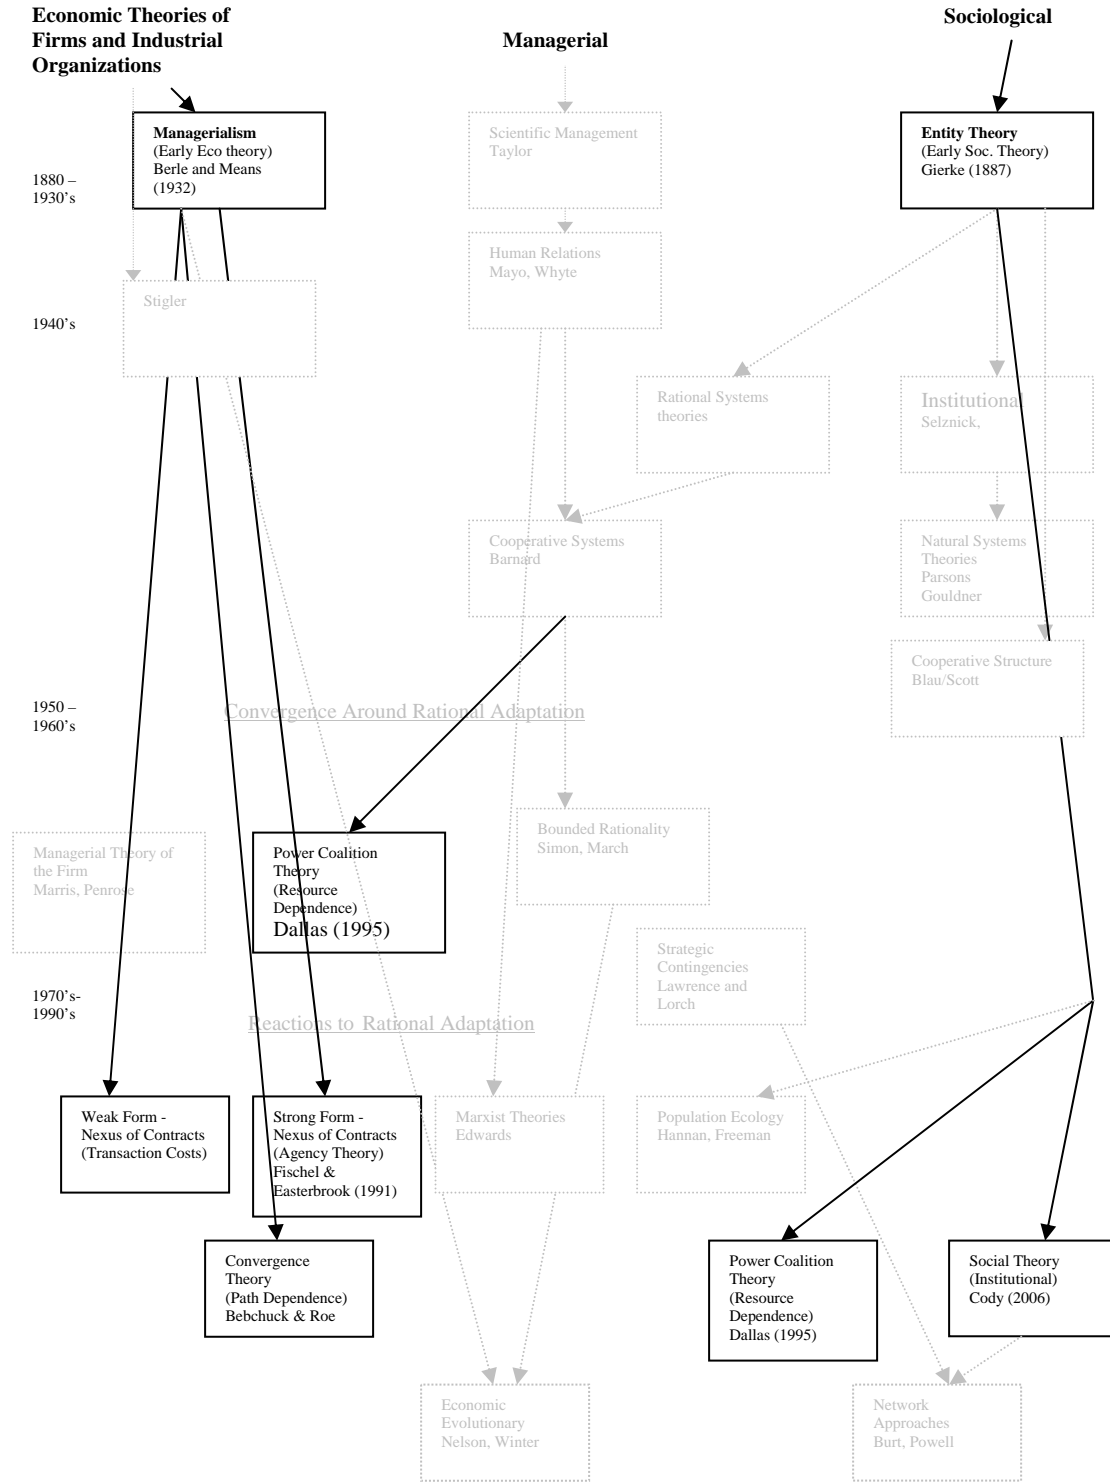 Economic Theories of
Firms and Industrial
Organizations
Managerial
Sociological
Managerialism
(Early Eco theory)
Berle and Means
(1932)
Scientific Management
Taylor
Entity Theory
(Early Soc. Theory)
Gierke (1887)
1880 –
1930's
Human Relations
Mayo, Whyte
Stigler
1940's
Rational Systems
theories
Institutional
Selznick,
Cooperative Systems
Barnard
Natural Systems
Theories
Parsons
Gouldner
Cooperative Structure
Blau/Scott
1950 –
1960's
Convergence Around Rational Adaptation
Bounded Rationality
Simon, March
Managerial Theory of
the Firm
Marris, Penrose
Power Coalition
Theory
(Resource
Dependence)
Dallas (1995)
Strategic
Contingencies
Lawrence and
Lorch
1970's-
1990's
Reactions to Rational Adaptation
Weak Form -
Nexus of Contracts
(Transaction Costs)
Strong Form -
Nexus of Contracts
(Agency Theory)
Fischel &
Easterbrook (1991)
Marxist Theories
Edwards
Population Ecology
Hannan, Freeman
Convergence
Theory
(Path Dependence)
Bebchuck & Roe
Power Coalition
Theory
(Resource
Dependence)
Dallas (1995)
Social Theory
(Institutional)
Cody (2006)
Economic
Evolutionary
Nelson, Winter
Network
Approaches
Burt, Powell